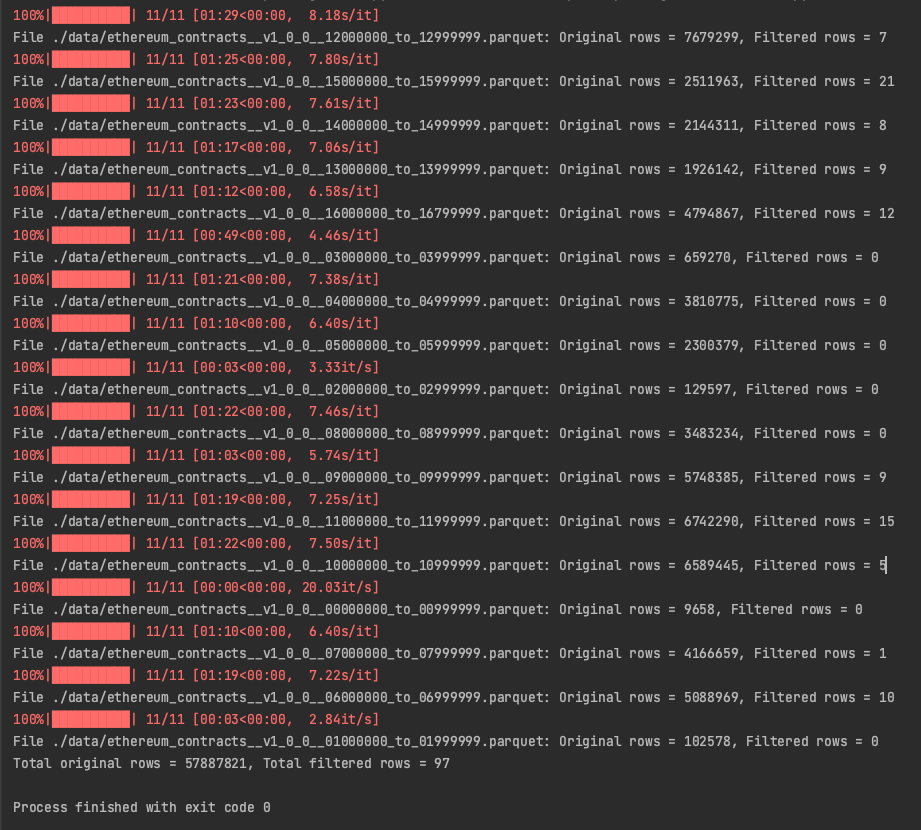 100%|██████████| 11/11 [01:29<00:00,  8.18s/it]
File ./data/ethereum_contracts__v1_0_0__12000000_to_12999999.parquet: Original rows = 7679299, Filtered rows = 7
100%|██████████| 11/11 [01:25<00:00,  7.80s/it]
File ./data/ethereum_contracts__v1_0_0__15000000_to_15999999.parquet: Original rows = 2511963, Filtered rows = 21
100%|██████████| 11/11 [01:23<00:00,  7.61s/it]
File ./data/ethereum_contracts__v1_0_0__14000000_to_14999999.parquet: Original rows = 2144311, Filtered rows = 8
100%|██████████| 11/11 [01:17<00:00,  7.06s/it]
File ./data/ethereum_contracts__v1_0_0__13000000_to_13999999.parquet: Original rows = 1926142, Filtered rows = 9
100%|██████████| 11/11 [01:12<00:00,  6.58s/it]
File ./data/ethereum_contracts__v1_0_0__16000000_to_16799999.parquet: Original rows = 4794867, Filtered rows = 12
100%|██████████| 11/11 [00:49<00:00,  4.46s/it]
File ./data/ethereum_contracts__v1_0_0__03000000_to_03999999.parquet: Original rows = 659270, Filtered rows = 0
100%|██████████| 11/11 [01:21<00:00,  7.38s/it]
File ./data/ethereum_contracts__v1_0_0__04000000_to_04999999.parquet: Original rows = 3810775, Filtered rows = 0
100%|██████████| 11/11 [01:10<00:00,  6.40s/it]
File ./data/ethereum_contracts__v1_0_0__05000000_to_05999999.parquet: Original rows = 2300379, Filtered rows = 0
100%|██████████| 11/11 [00:03<00:00,  3.33it/s]
File ./data/ethereum_contracts__v1_0_0__02000000_to_02999999.parquet: Original rows = 129597, Filtered rows = 0
100%|██████████| 11/11 [01:22<00:00,  7.46s/it]
File ./data/ethereum_contracts__v1_0_0__08000000_to_08999999.parquet: Original rows = 3483234, Filtered rows = 0
100%|██████████| 11/11 [01:03<00:00,  5.74s/it]
File ./data/ethereum_contracts__v1_0_0__09000000_to_09999999.parquet: Original rows = 5748385, Filtered rows = 9
100%|██████████| 11/11 [01:19<00:00,  7.25s/it]
File ./data/ethereum_contracts__v1_0_0__11000000_to_11999999.parquet: Original rows = 6742290, Filtered rows = 15
100%|██████████| 11/11 [01:22<00:00,  7.50s/it]
File ./data/ethereum_contracts__v1_0_0__10000000_to_10999999.parquet: Original rows = 6589445, Filtered rows = 5
100%|██████████| 11/11 [00:00<00:00, 20.03it/s]
File ./data/ethereum_contracts__v1_0_0__00000000_to_00999999.parquet: Original rows = 9658, Filtered rows = 0
100%|██████████| 11/11 [01:10<00:00,  6.40s/it]
File ./data/ethereum_contracts__v1_0_0__07000000_to_07999999.parquet: Original rows = 4166659, Filtered rows = 1
100%|██████████| 11/11 [01:19<00:00,  7.22s/it]
File ./data/ethereum_contracts__v1_0_0__06000000_to_06999999.parquet: Original rows = 5088969, Filtered rows = 10
100%|██████████| 11/11 [00:03<00:00,  2.84it/s]
File ./data/ethereum_contracts__v1_0_0__01000000_to_01999999.parquet: Original rows = 102578, Filtered rows = 0
Total original rows = 57887821, Total filtered rows = 97
Process finished with exit code 0